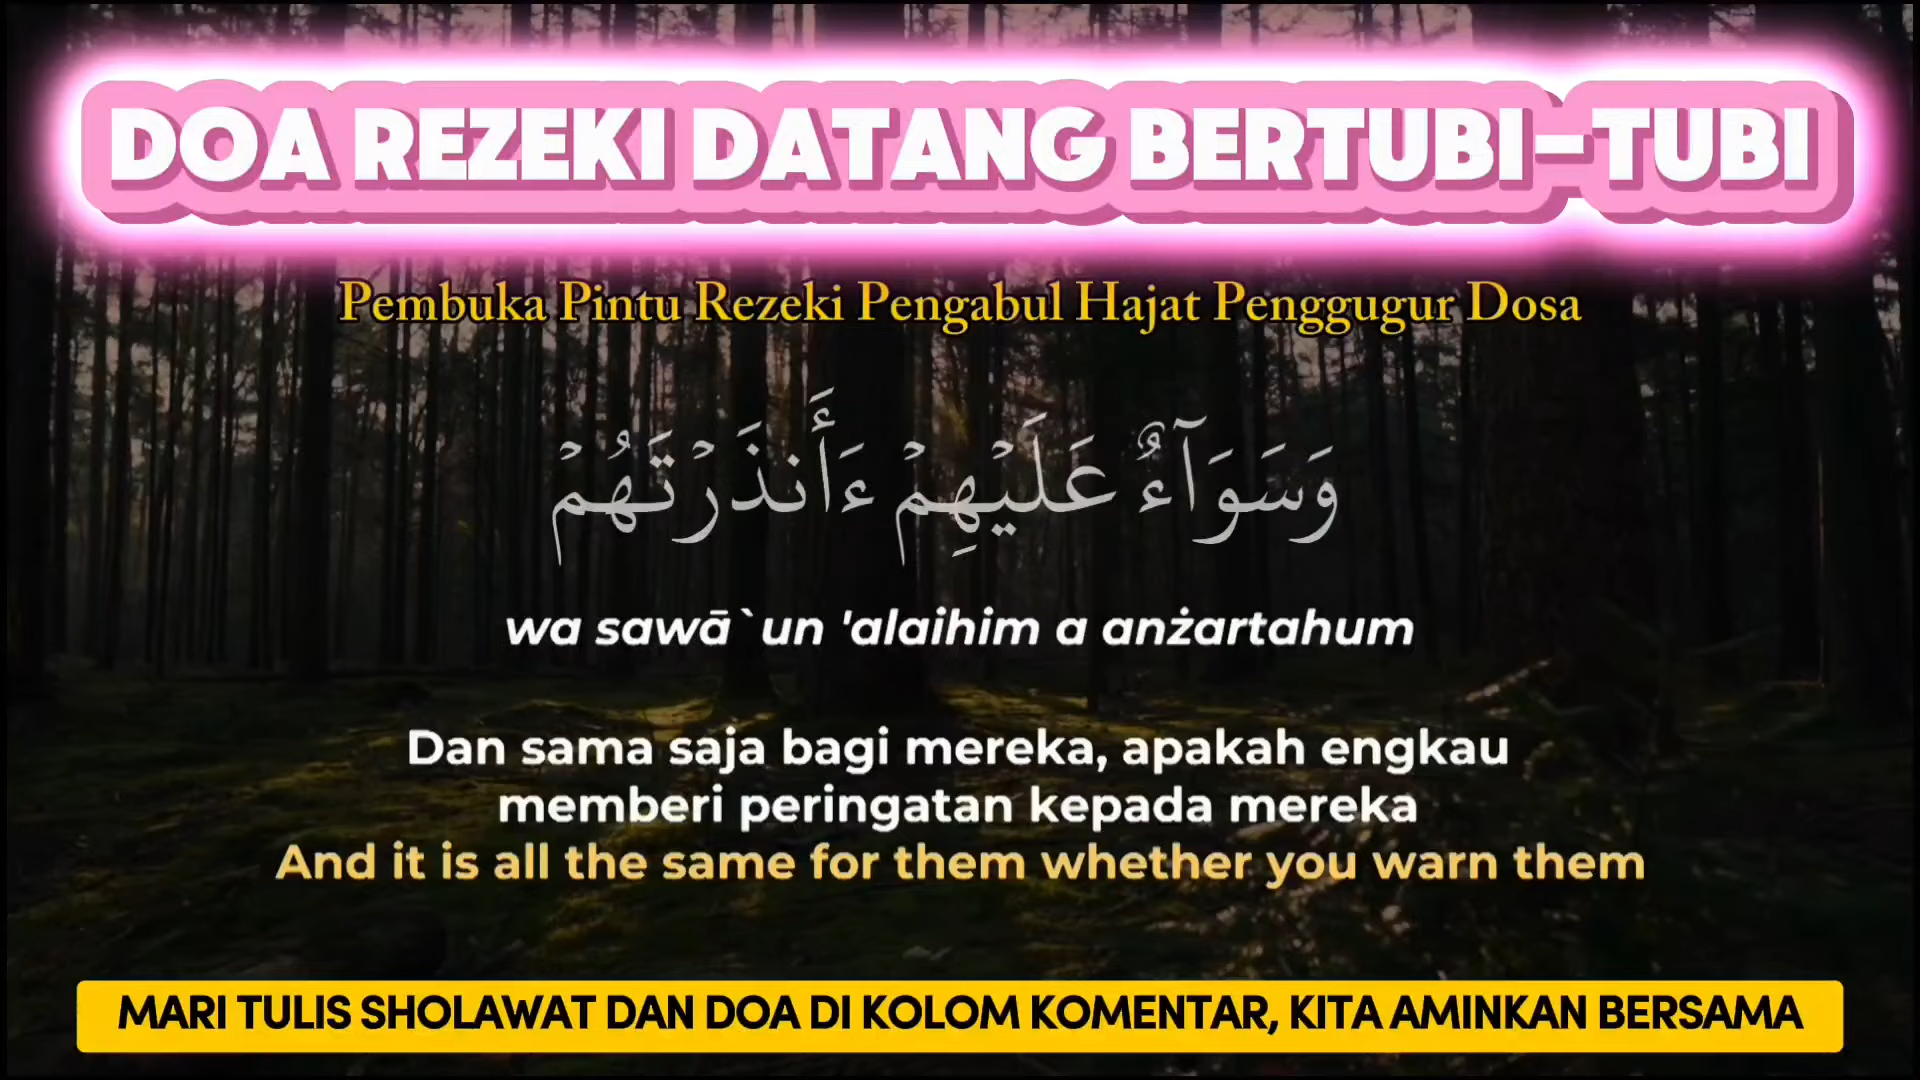 DOA REZEKI DATANG BERTUBI-TUBI
Pembuka Pintu Rezeki Pengabul Hajat Penggugur Dosa
وَسَوَآءٌ عَلَيْهِمْ ءَأَنذَرْتَهُمْ
wa sawā`un 'alaihim a anżartahum
Dan sama saja bagi mereka, apakah engkau
memberi peringatan kepada mereka
And it is all the same for them whether you warn them
MARI TULIS SHOLAWAT DAN DOA DI KOLOM KOMENTAR, KITA AMINKAN BERSAMA